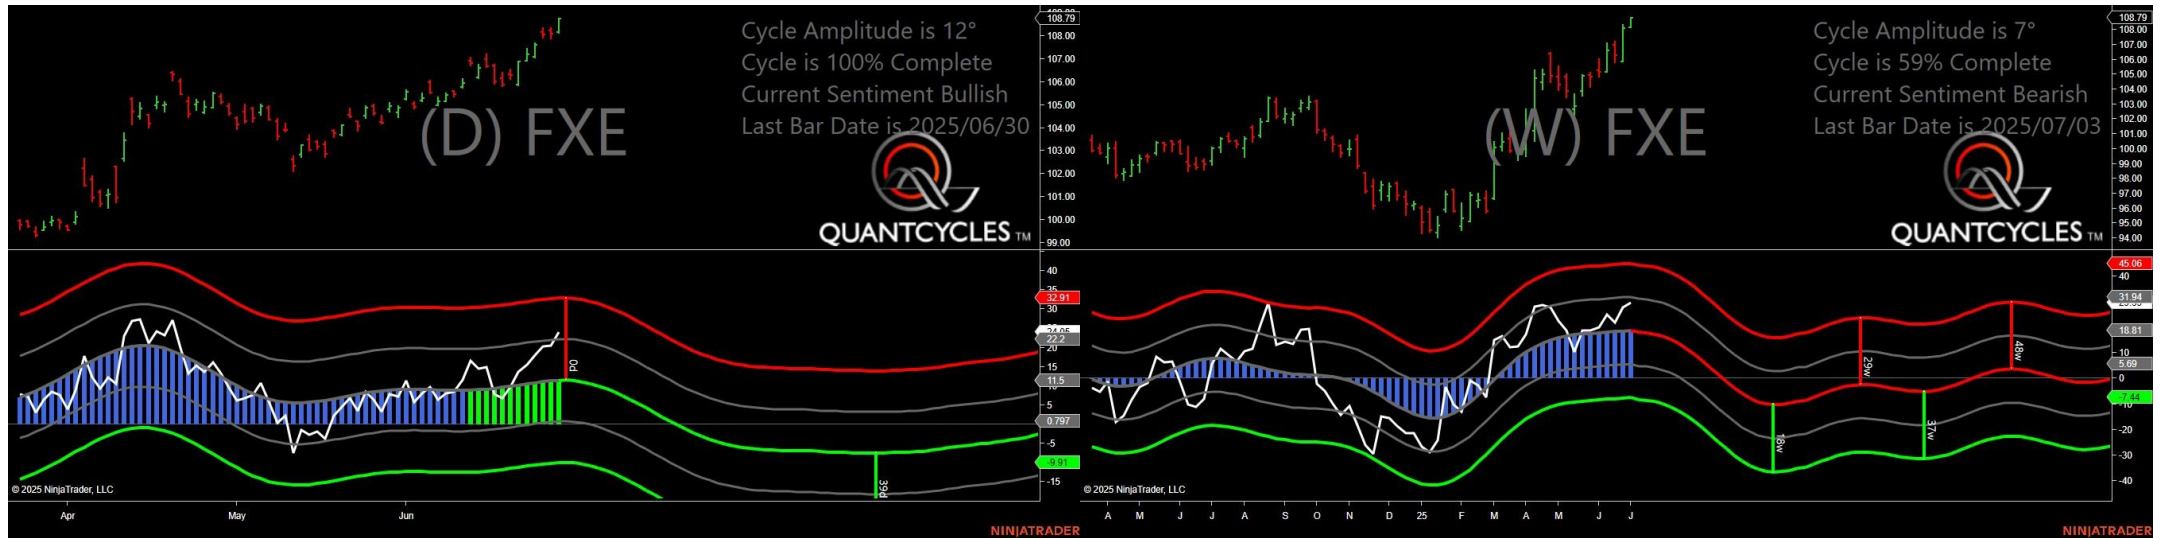 Cycle Amplitude is 12°
Cycle is 100% Complete
Current Sentiment Bullish
Last Bar Date is 2025/06/30
(D) FXE
QUANTCYCLES TM
108.79
108.00
107.00
106.00
105.00
104.00
103.00
102.00
101.00
100.00
99.00
40
35
32.91
30
22.2
20
15
11.5
5
0.797
-5
-9.91
-15
0d
39d
© 2025 NinjaTrader, LLC
Apr May Jun
NINJATRADER
Cycle Amplitude is 7°
Cycle is 59% Complete
Current Sentiment Bearish
Last Bar Date is 2025/07/03
(W) FXE
QUANTCYCLES TM
108.79
108.00
107.00
106.00
105.00
104.00
103.00
102.00
101.00
100.00
99.00
98.00
97.00
96.00
95.00
94.00
45.06
40
31.94
18.81
10
5.69
0
-7.44
-20
-30
-40
18w
29w
37w
48w
© 2025 NinjaTrader, LLC
A M J J A S O N D 25 F M A M J J
NINJATRADER